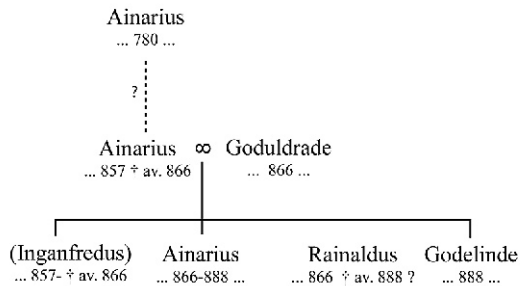 Ainarius
... 780 ...
?
Ainarius ∞ Goduldrade
... 857 † av. 866 ... 866 ...
(Inganfredus) Ainarius Rainaldus Godelinde
... 857- † av. 866 ... 866-888 ... ... 866 † av. 888 ? ... 888 ...